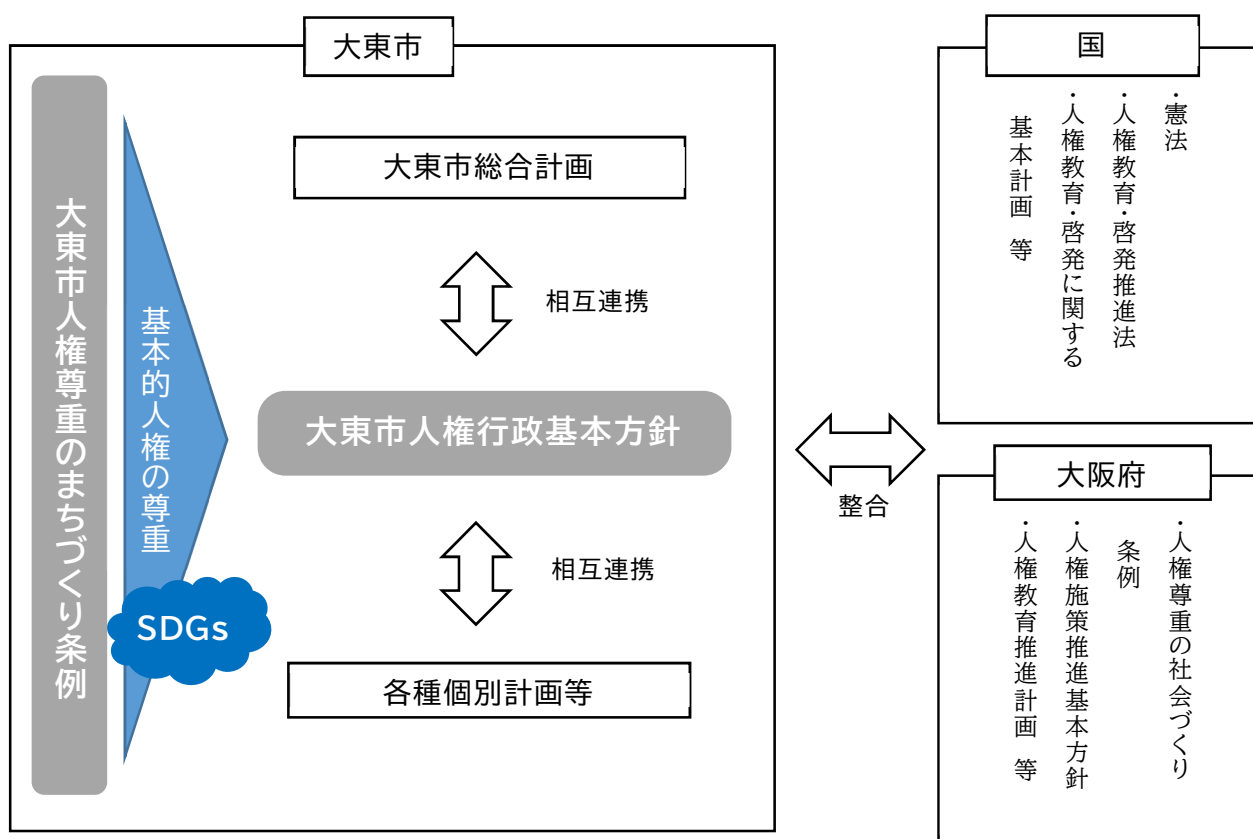 大東市
大東市人権尊重のまちづくり条例
基本的人権の尊重
SDGs
大東市総合計画
相互連携
大東市人権行政基本方針
相互連携
各種個別計画等
整合
国
・憲法
・人権教育・啓発推進法
・人権教育・啓発に関する
基本計画 等
大阪府
・人権尊重の社会づくり
条例
・人権施策推進基本方針
・人権教育推進計画 等